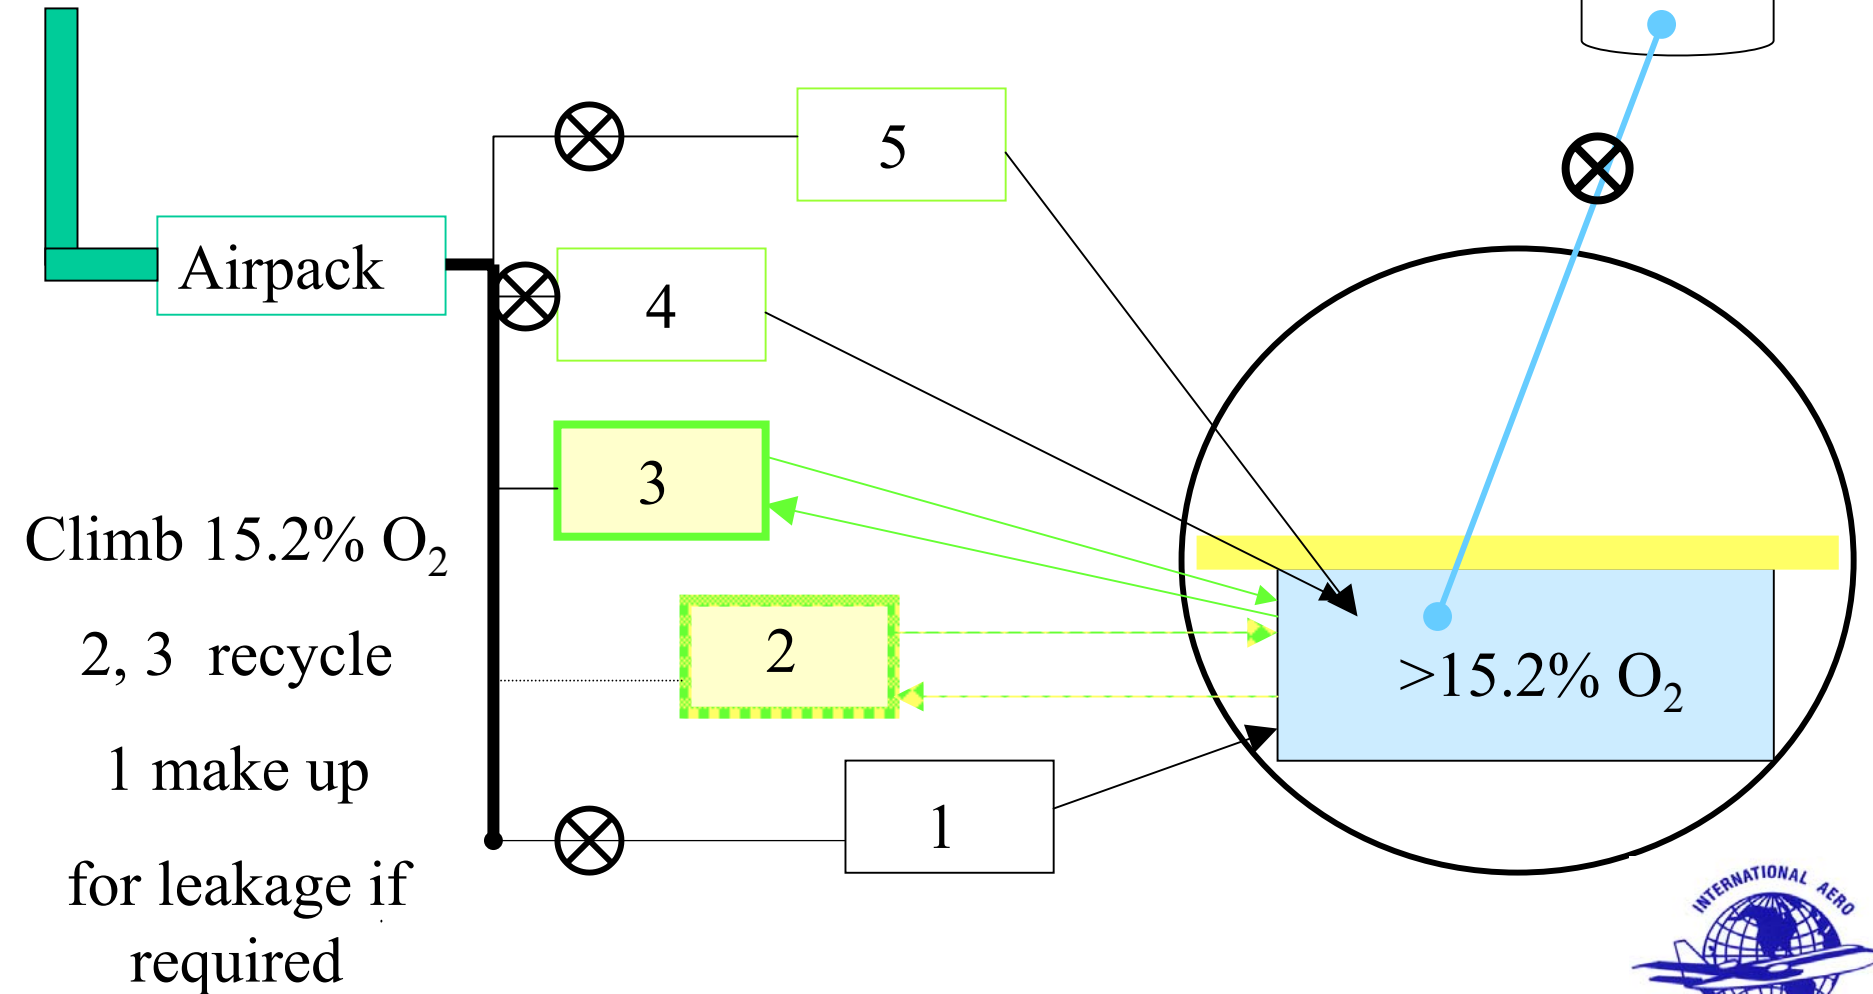 5
Airpack
4
3
Climb 15.2% O₂
2, 3 recycle
2
>15.2% O₂
1 make up
1
for leakage if
required
INTERNATIONAL AERO